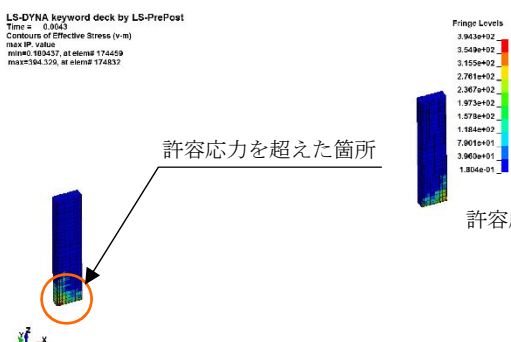 LS-DYNA keyword deck by LS-PrePost
Time = 0.0043
Contours of Effective Stress (v-m)
max IP. value
min=0.180437, at elem# 174459
max=394.329, at elem# 174832
Fringe Levels
3.943e+02
3.549e+02
3.155e+02
2.761e+02
2.367e+02
1.973e+02
1.578e+02
1.184e+02
7.901e+01
3.960e+01
1.804e-01
許容応力を超えた箇所
許容
Z
Y
X